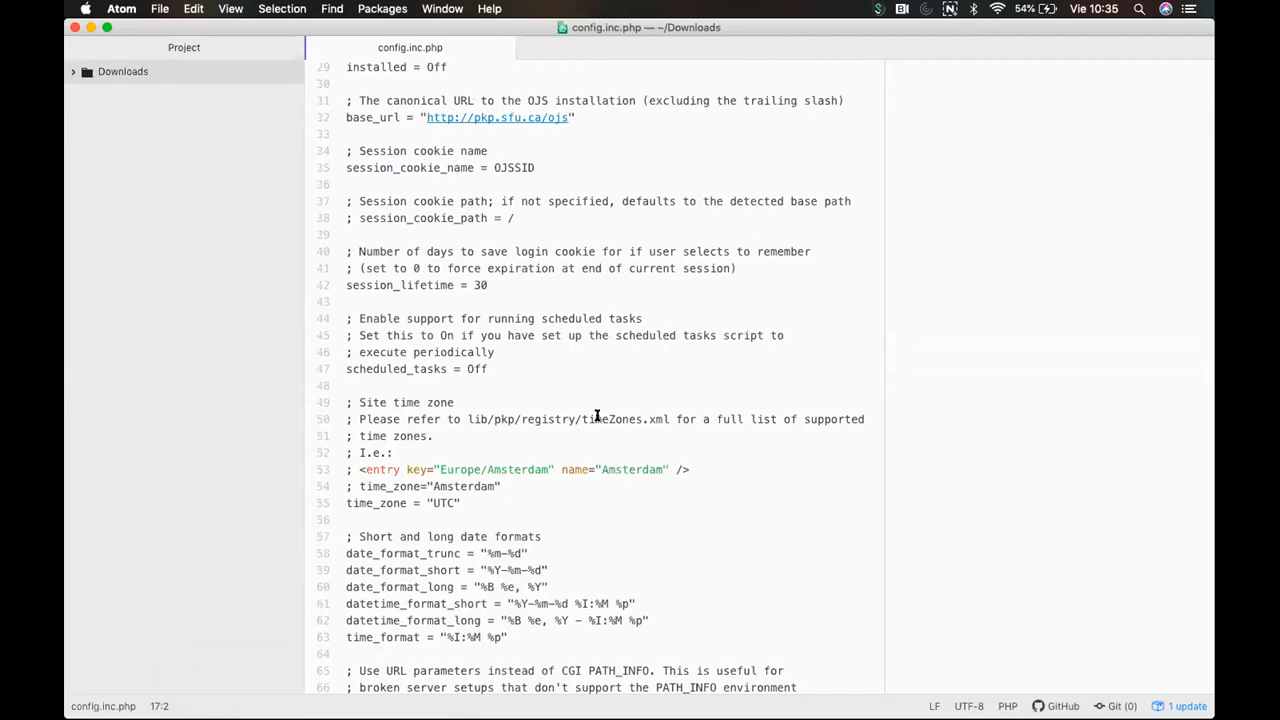 Atom File Edit View Selection Find Packages Window Help 54% Vie 10:35
config.inc.php — ~/Downloads
Project
config.inc.php
Downloads
29 installed = Off
30
31 ; The canonical URL to the OJS installation (excluding the trailing slash)
32 base_url = "http://pkp.sfu.ca/ojs"
33
34 ; Session cookie name
35 session_cookie_name = OJSSID
36
37 ; Session cookie path; if not specified, defaults to the detected base path
38 ; session_cookie_path = /
39
40 ; Number of days to save login cookie for if user selects to remember
41 ; (set to 0 to force expiration at end of current session)
42 session_lifetime = 30
43
44 ; Enable support for running scheduled tasks
45 ; Set this to On if you have set up the scheduled tasks script to
46 ; execute periodically
47 scheduled_tasks = Off
48
49 ; Site time zone
50 ; Please refer to lib/pkp/registry/timeZones.xml for a full list of supported
51 ; time zones.
52 ; I.e.:
53 ; <entry key="Europe/Amsterdam" name="Amsterdam" />
54 ; time_zone="Amsterdam"
55 time_zone = "UTC"
56
57 ; Short and long date formats
58 date_format_trunc = "%m-%d"
59 date_format_short = "%Y-%m-%d"
60 date_format_long = "%B %e, %Y"
61 datetime_format_short = "%Y-%m-%d %I:%M %p"
62 datetime_format_long = "%B %e, %Y - %I:%M %p"
63 time_format = "%I:%M %p"
64
65 ; Use URL parameters instead of CGI PATH_INFO. This is useful for
66 ; broken server setups that don't support the PATH_INFO environment
config.inc.php 17:2 LF UTF-8 PHP GitHub Git (0) 1 update